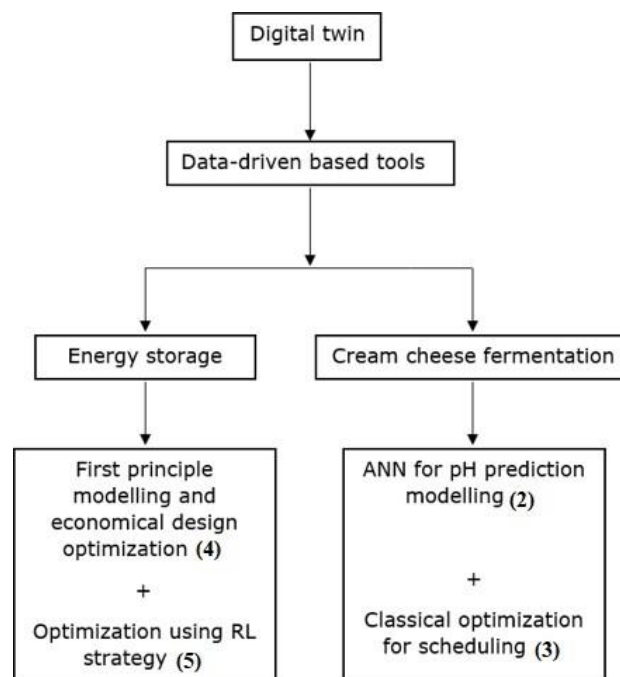 Digital twin
Data-driven based tools
Energy storage
Cream cheese fermentation
First principle
modelling and
economical design
optimization (4)
+
Optimization using RL
strategy (5)
ANN for pH prediction
modelling (2)
+
Classical optimization
for scheduling (3)